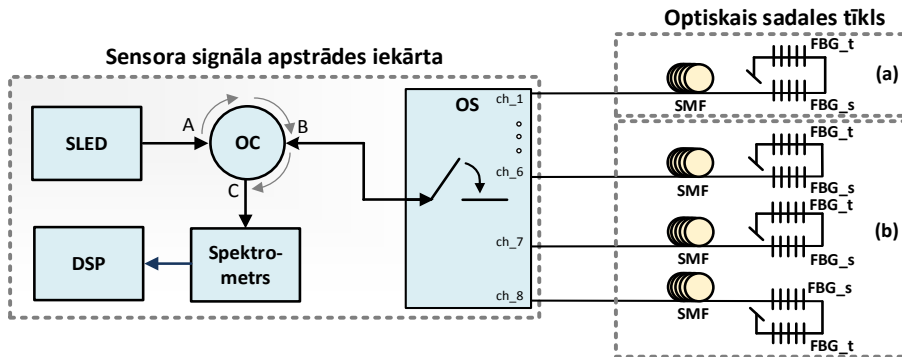 Optiskais sadales tīkls
Sensora signāla apstrādes iekārta
SLED
A
OC
B
C
Spektro-
metrs
DSP
OS
ch_1
ch_6
ch_7
ch_8
FBG_t
SMF
FBG_s
(a)
FBG_t
SMF
FBG_s
FBG_t
SMF
FBG_s
(b)
FBG_s
SMF
FBG_t